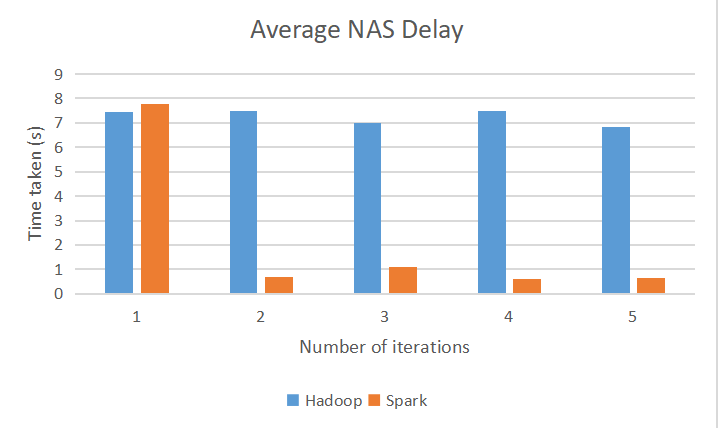 Average NAS Delay
9
8
7
6
5
4
3
2
1
0
Time taken (s)
1 2 3 4 5
Number of iterations
Hadoop Spark